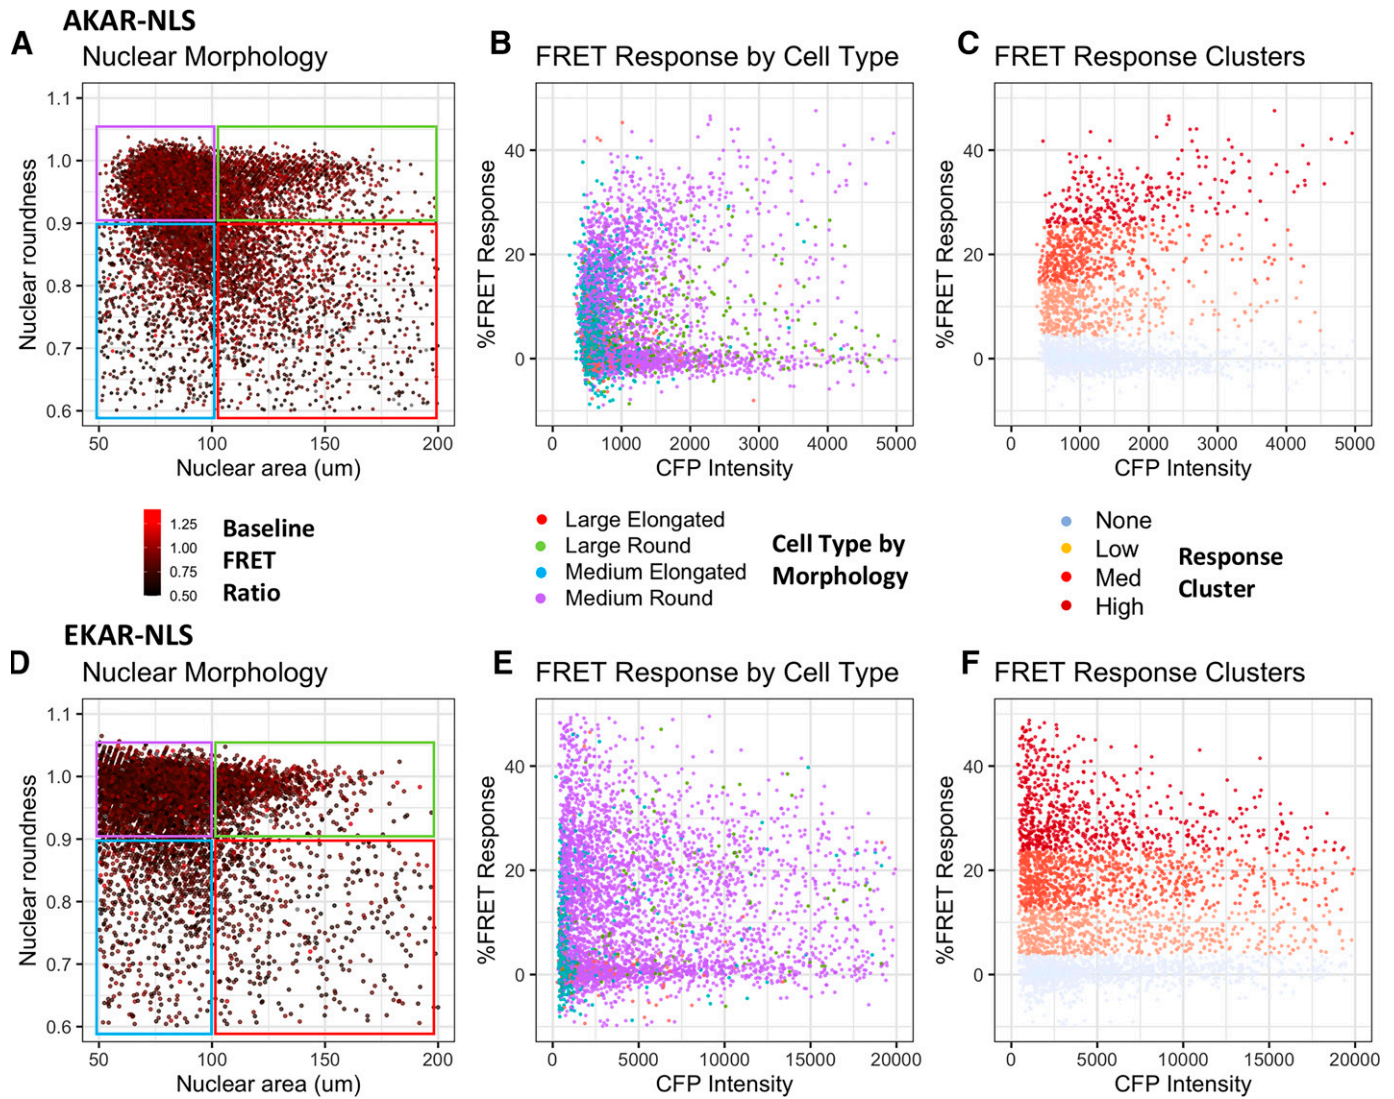 AKAR-NLS
A
Nuclear Morphology
Nuclear roundness
1.1
1.0
0.9
0.8
0.7
0.6
50
100
150
200
Nuclear area (um)
B
FRET Response by Cell Type
%FRET Response
40
20
0
0
1000
2000
3000
4000
5000
CFP Intensity
C
FRET Response Clusters
%FRET Response
40
20
0
0
1000
2000
3000
4000
5000
CFP Intensity
1.25
1.00
0.75
0.50
Baseline
FRET
Ratio
Large Elongated
Large Round
Medium Elongated
Medium Round
Cell Type by
Morphology
None
Low
Med
High
Response
Cluster
EKAR-NLS
D
Nuclear Morphology
Nuclear roundness
1.1
1.0
0.9
0.8
0.7
0.6
50
100
150
200
Nuclear area (um)
E
FRET Response by Cell Type
%FRET Response
40
20
0
0
5000
10000
15000
20000
CFP Intensity
F
FRET Response Clusters
%FRET Response
40
20
0
0
5000
10000
15000
20000
CFP Intensity